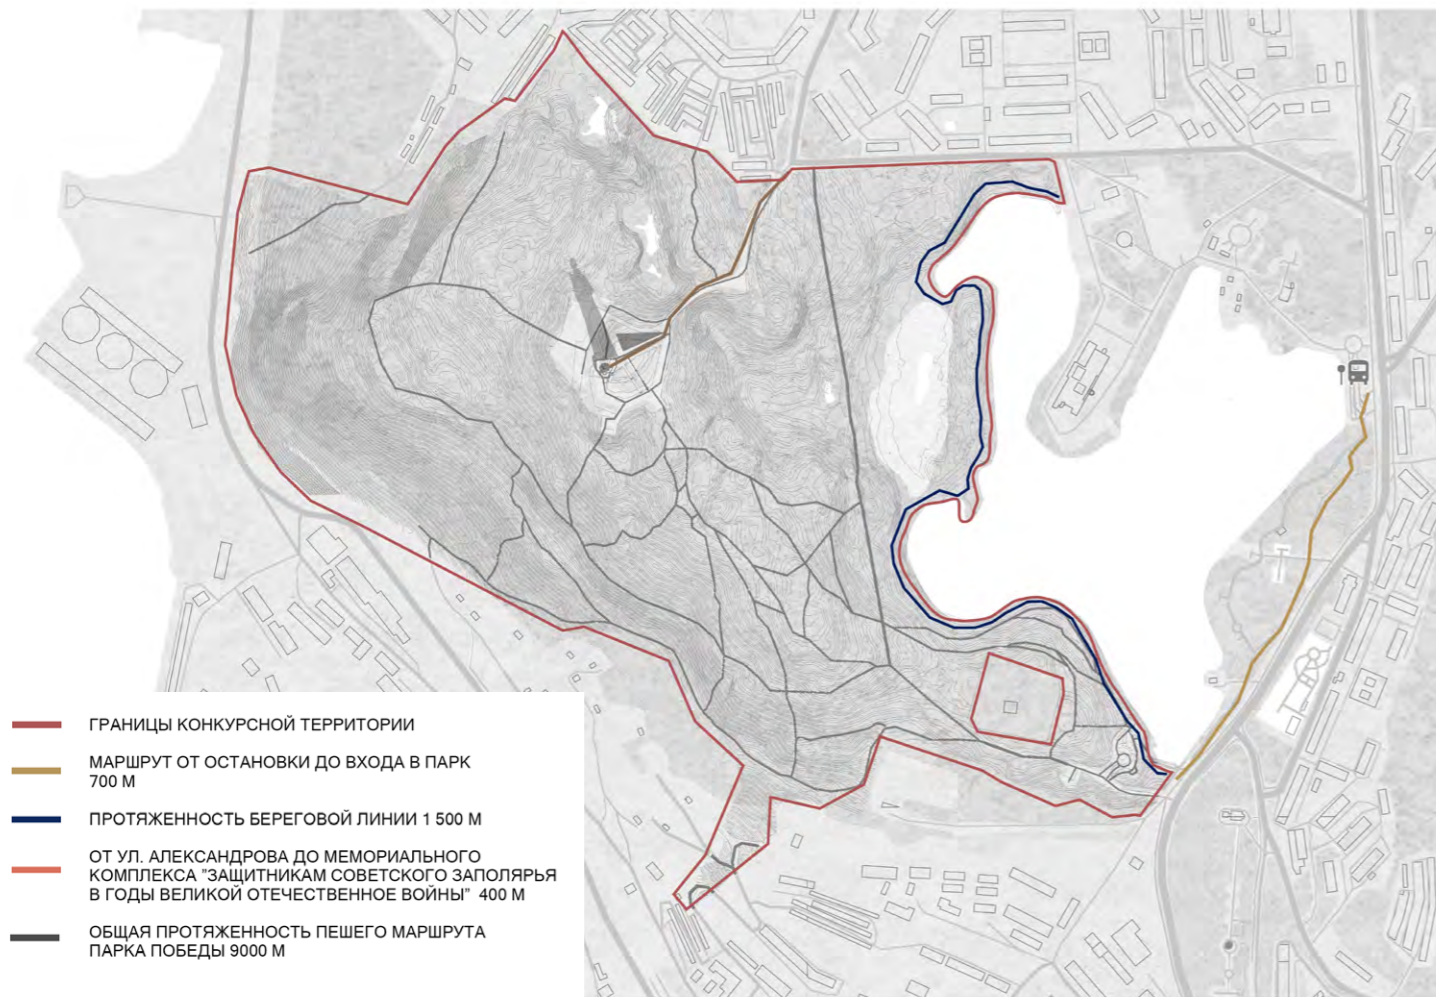 ГРАНИЦЫ КОНКУРСНОЙ ТЕРРИТОРИИ
МАРШРУТ ОТ ОСТАНОВКИ ДО ВХОДА В ПАРК
700 М
ПРОТЯЖЕННОСТЬ БЕРЕГОВОЙ ЛИНИИ 1 500 М
ОТ УЛ. АЛЕКСАНДРОВА ДО МЕМОРИАЛЬНОГО
КОМПЛЕКСА "ЗАЩИТНИКАМ СОВЕТСКОГО ЗАПОЛЯРЬЯ
В ГОДЫ ВЕЛИКОЙ ОТЕЧЕСТВЕННОЕ ВОЙНЫ" 400 М
ОБЩАЯ ПРОТЯЖЕННОСТЬ ПЕШЕГО МАРШРУТА
ПАРКА ПОБЕДЫ 9000 М